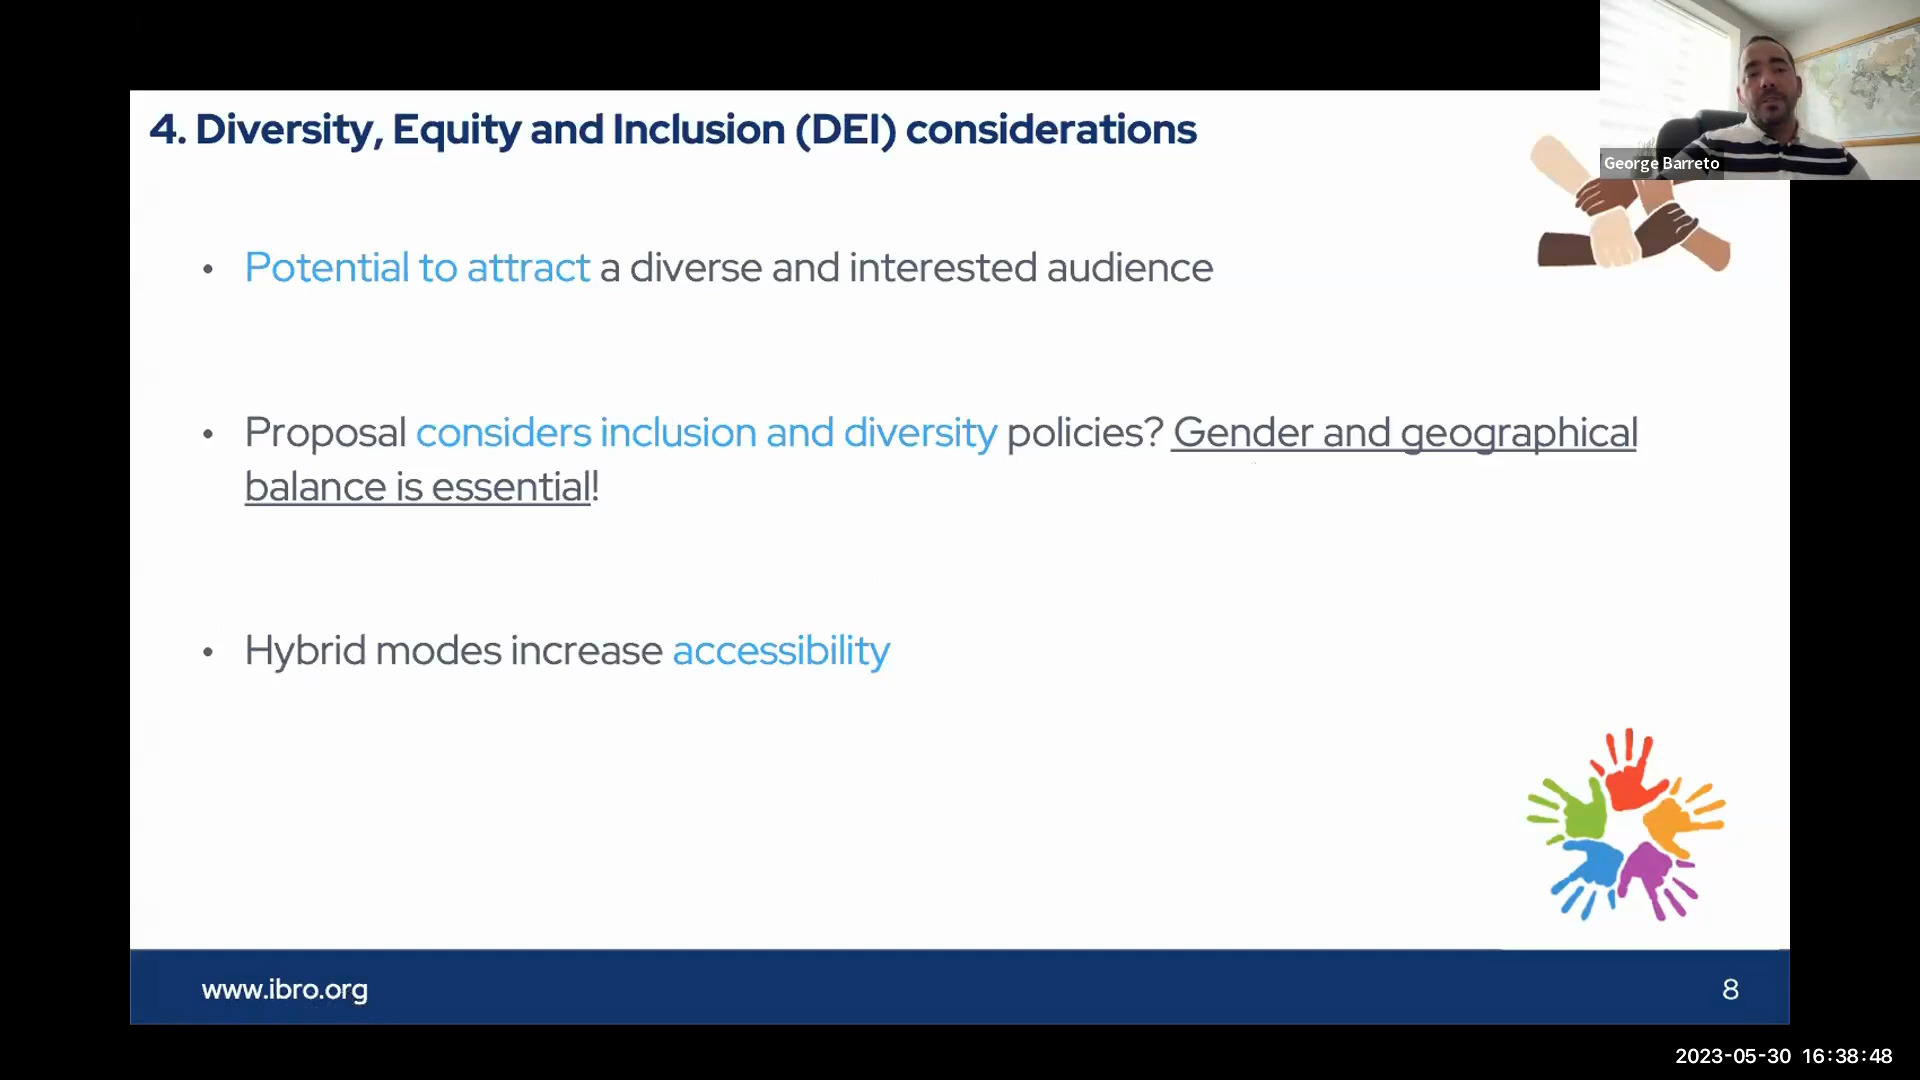 4. Diversity, Equity and Inclusion (DEI) considerations
George Barreto
• Potential to attract a diverse and interested audience
• Proposal considers inclusion and diversity policies? Gender and geographical
balance is essential!
• Hybrid modes increase accessibility
www.ibro.org
8
2023-05-30 16:38:48